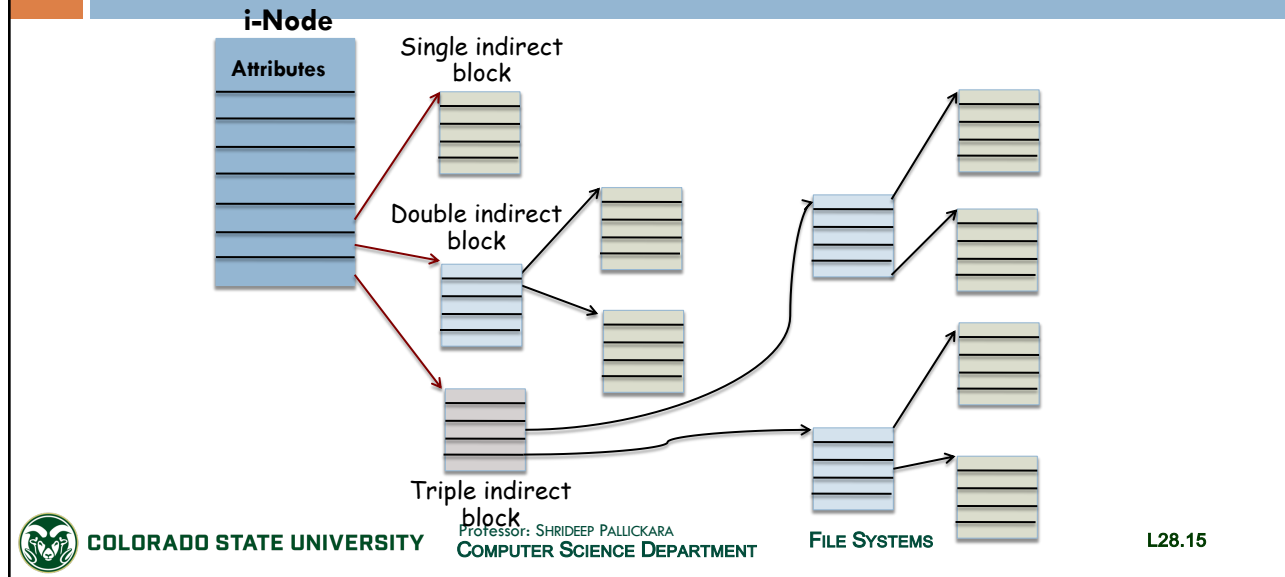 i-Node
Attributes
Single indirect
block
Double indirect
block
Triple indirect
block
COLORADO STATE UNIVERSITY
Professor: SHRIDEEP PALLICKARA
COMPUTER SCIENCE DEPARTMENT
FILE SYSTEMS
L28.15